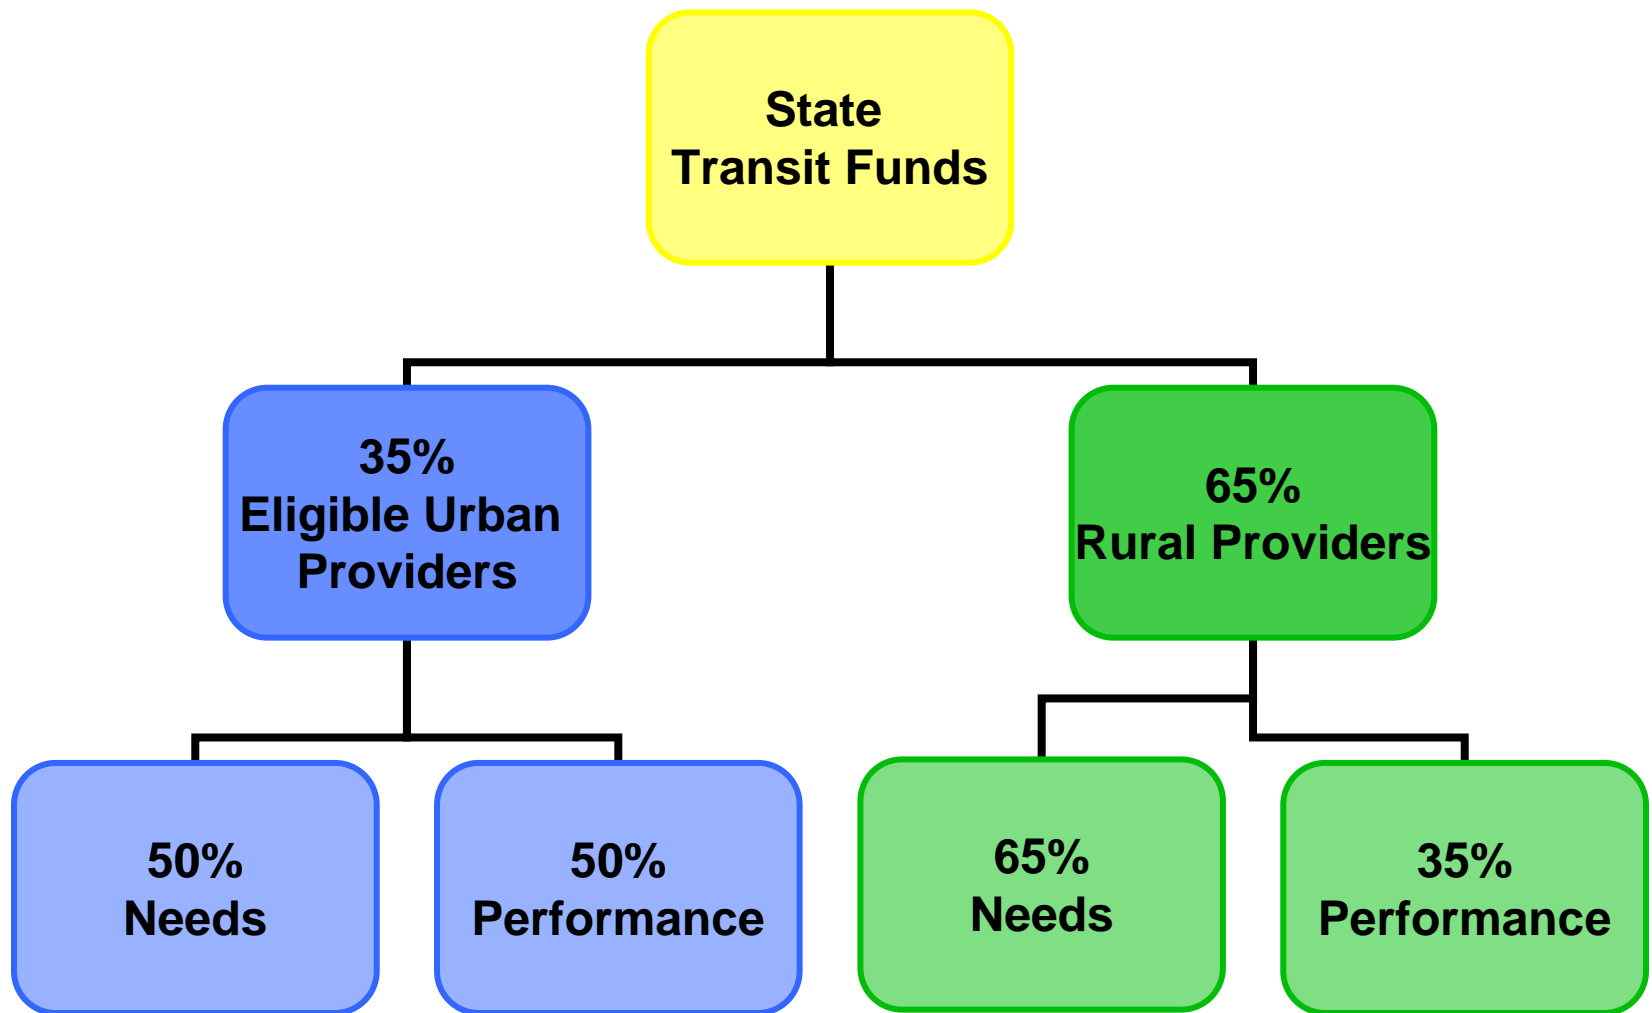 State
Transit Funds
35%
Eligible Urban
Providers
65%
Rural Providers
50%
Needs
50%
Performance
65%
Needs
35%
Performance